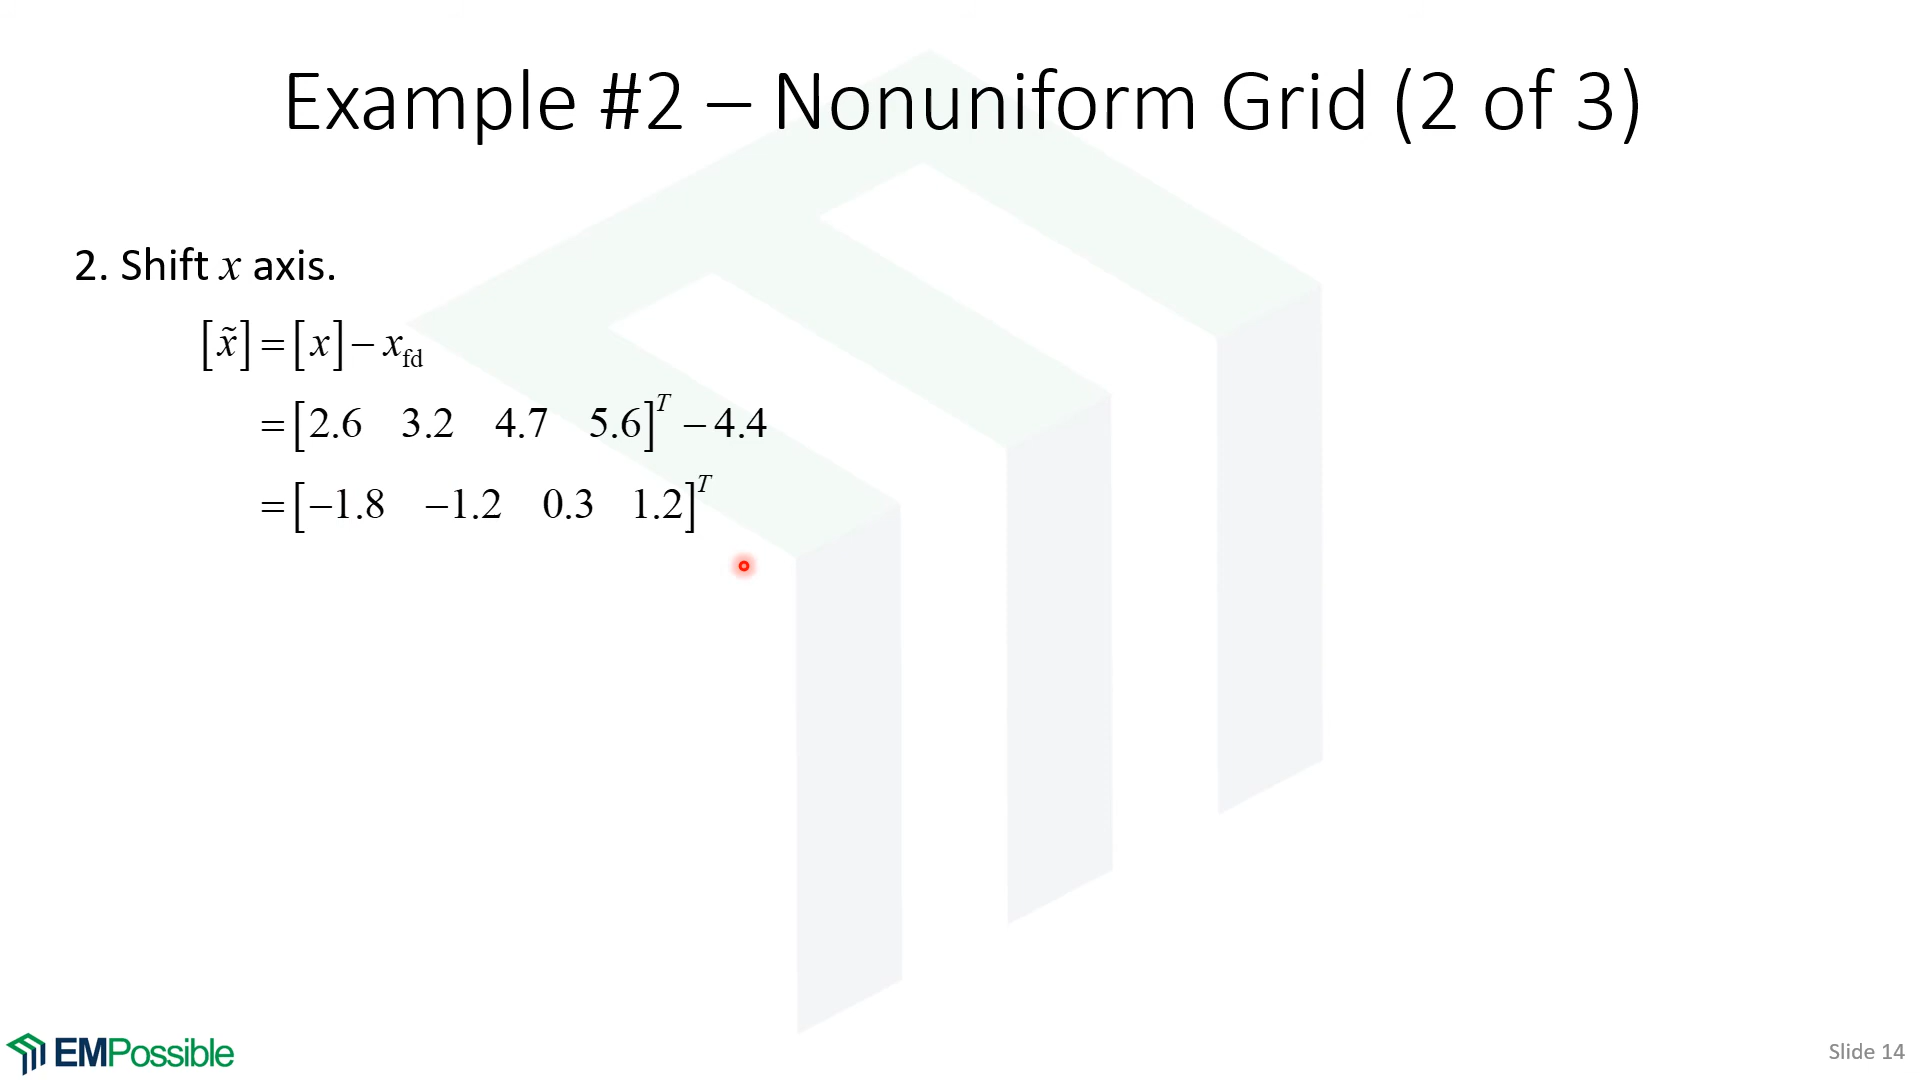 Example #2 – Nonuniform Grid (2 of 3)
2. Shift x axis.
[x̃] = [x] − x_fd
= [2.6 3.2 4.7 5.6]^T − 4.4
= [−1.8 −1.2 0.3 1.2]^T
EMPossible
Slide 14